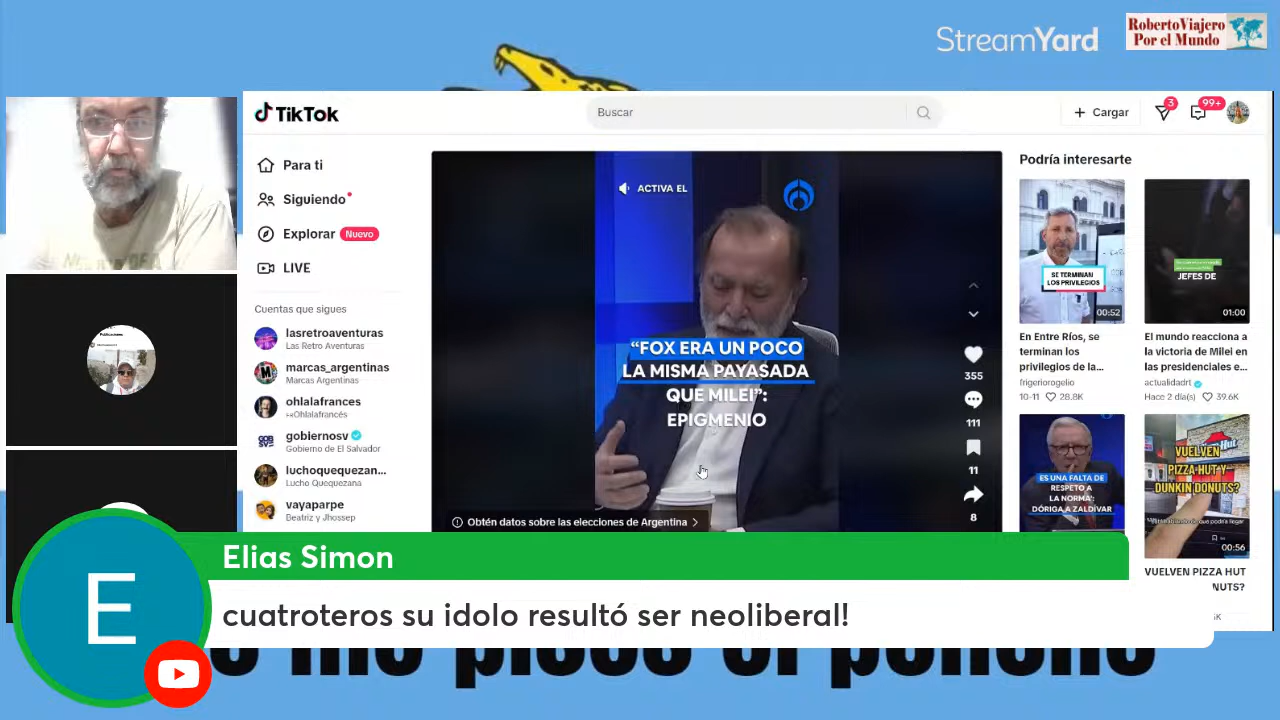 StreamYard
RobertoViajero
Por el Mundo
TikTok
Buscar
+ Cargar
3
99+
Para ti
Siguiendo
Explorar Nuevo
LIVE
Cuentas que sigues
lasretroaventuras
Las Retro Aventuras
marcas_argentinas
Marcas Argentinas
ohlalafrances
gobiernosv
Gobierno de El Salvador
luchoquequezan...
Lucho Quequezana
vayaparpe
Beatriz y Jhossep
ACTIVA EL
“FOX ERA UN POCO
LA MISMA PAYASADA
QUE MILEI”:
EPIGMENIO
Obtén datos sobre las elecciones de Argentina
355
111
11
8
Podría interesarte
SE TERMINAN
LOS PRIVILEGIOS
00:52
En Entre Ríos, se
terminan los
privilegios de la...
frigeriorogelio
10-11 28.8K
JEFES DE
01:00
El mundo reacciona a
la victoria de Milei en
las presidenciales e...
actualidadrt
Hace 2 día(s) 39.6K
ES UNA FALTA DE
RESPETO A
LA NORMA':
DÓRIGA A ZALDÍVAR
VUELVEN
PIZZA HUT Y
DUNKIN DONUTS?
00:56
VUELVEN PIZZA HUT
NUTS?
Elias Simon
E
cuatroteros su idolo resultó ser neoliberal!